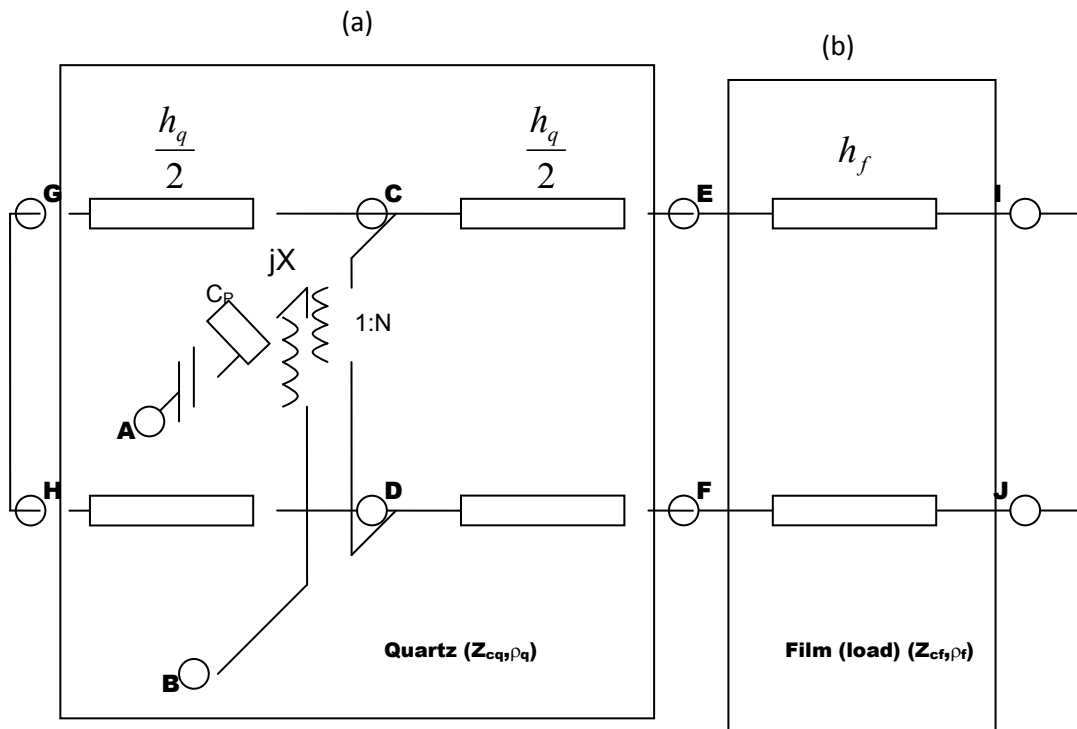 (a)
(b)
h_q
2
h_q
2
h_f
G
C
E
I
jX
C_P
1:N
A
H
D
F
J
Quartz (Z_cq,ρ_q)
Film (load) (Z_cf,ρ_f)
B